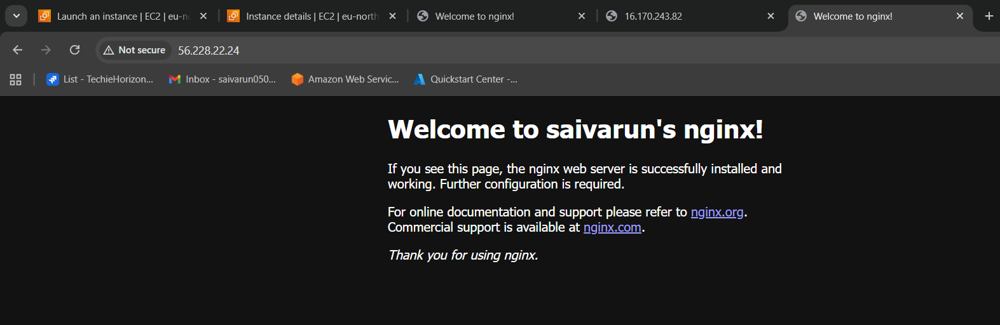 Launch an instance | EC2 | eu-no
Instance details | EC2 | eu-north
Welcome to nginx!
16.170.243.82
Welcome to nginx!
Not secure
56.228.22.24
List - TechieHorizon...
Inbox - saivarun050...
Amazon Web Servic...
Quickstart Center -...
Welcome to saivarun's nginx!
If you see this page, the nginx web server is successfully installed and
working. Further configuration is required.
For online documentation and support please refer to nginx.org.
Commercial support is available at nginx.com.
Thank you for using nginx.